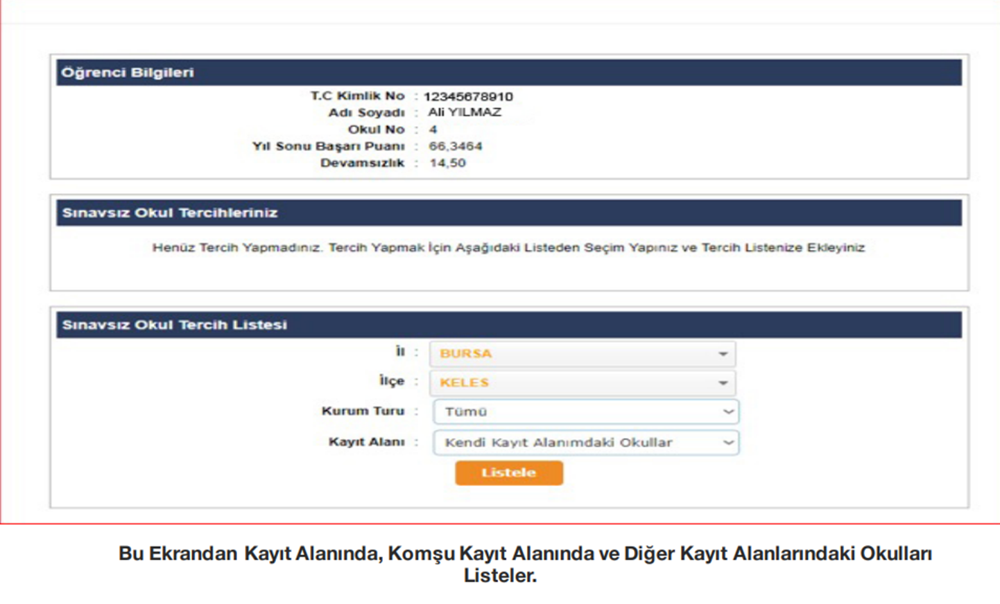 Öğrenci Bilgileri
T.C Kimlik No : 12345678910
Adı Soyadı : Ali YILMAZ
Okul No : 4
Yıl Sonu Başarı Puanı : 66,3464
Devamsızlık : 14,50
Sınavsız Okul Tercihleriniz
Henüz Tercih Yapmadınız. Tercih Yapmak İçin Aşağıdaki Listeden Seçim Yapınız ve Tercih Listenize Ekleyiniz
Sınavsız Okul Tercih Listesi
İl : BURSA
İlçe : KELES
Kurum Turu : Tümü
Kayıt Alanı : Kendi Kayıt Alanımdaki Okullar
Listele
Bu Ekrandan Kayıt Alanında, Komşu Kayıt Alanında ve Diğer Kayıt Alanlarındaki Okulları
Listeler.